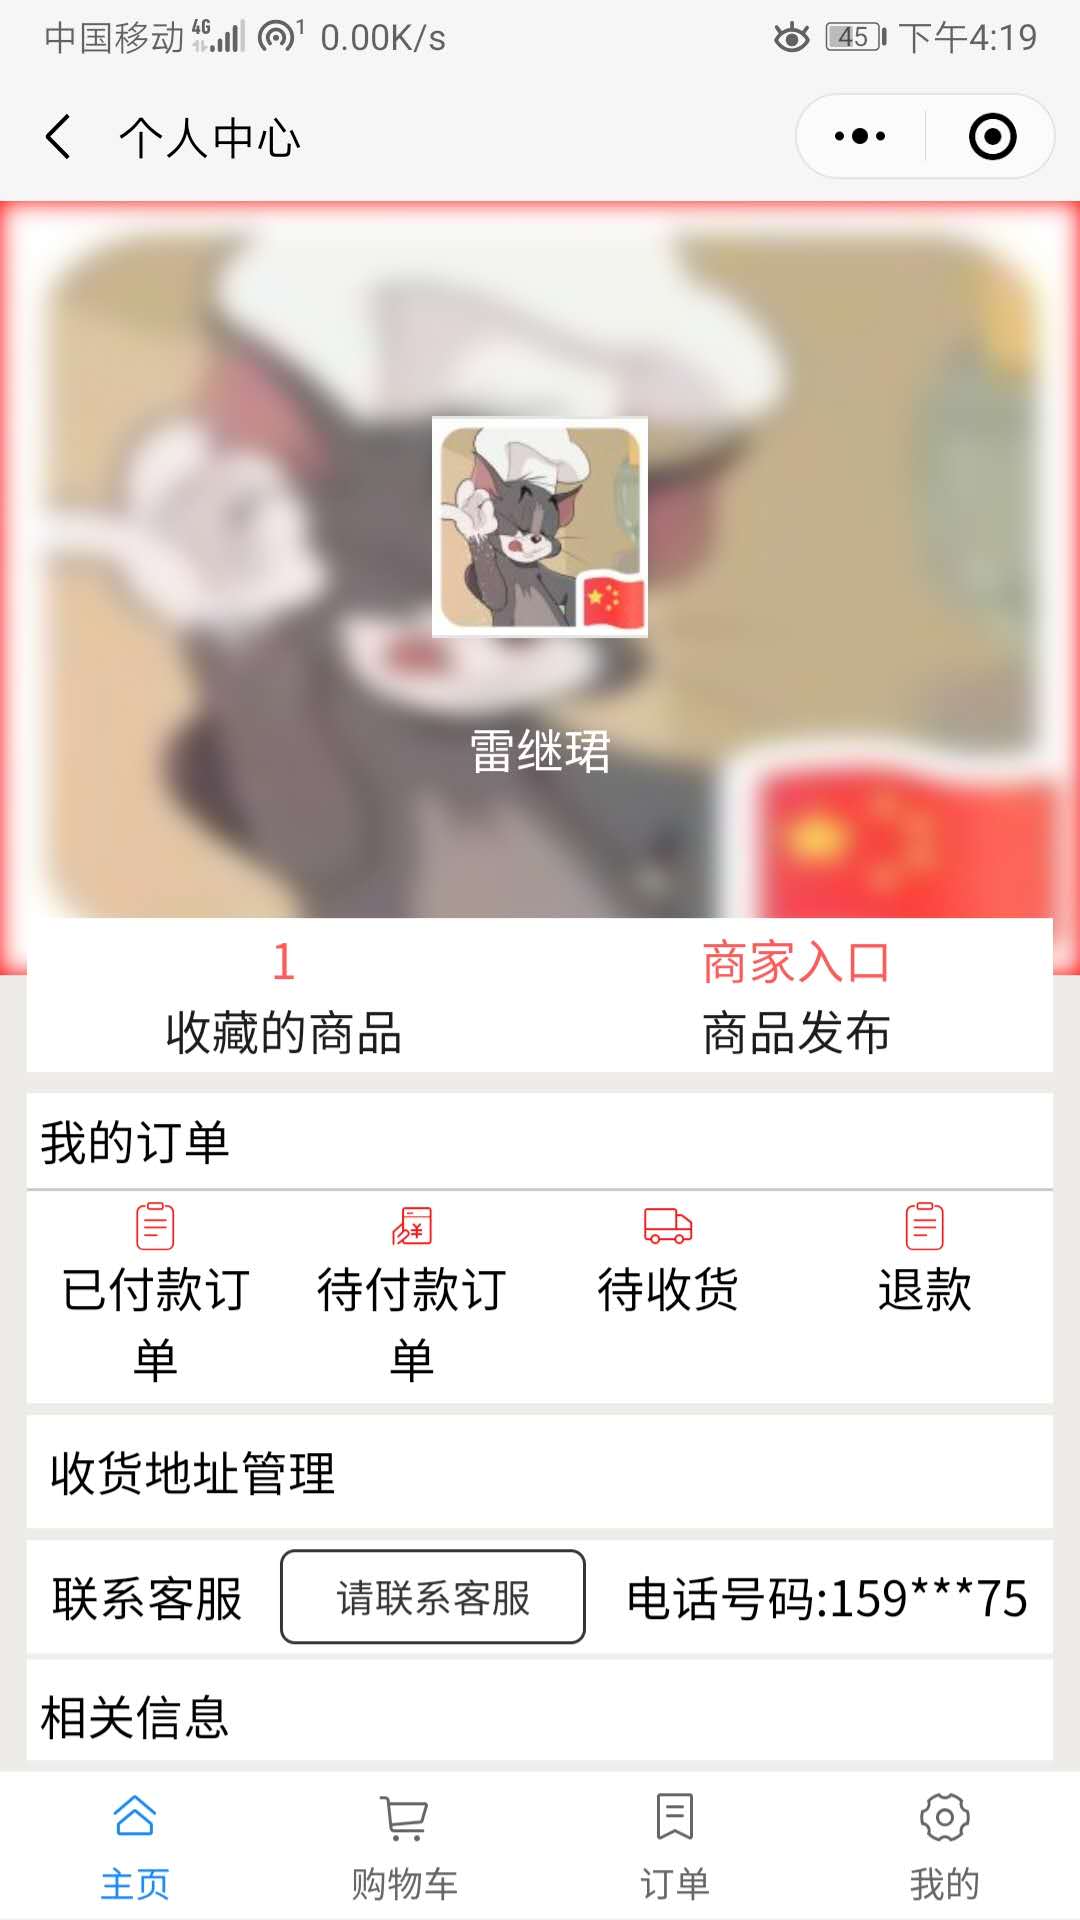 中国移动 4G 1 0.00K/s 45 下午4:19
个人中心
雷继珺
1 商家入口
收藏的商品 商品发布
我的订单
已付款订单 待付款订单 待收货 退款
收货地址管理
联系客服 请联系客服 电话号码:159***75
相关信息
主页 购物车 订单 我的